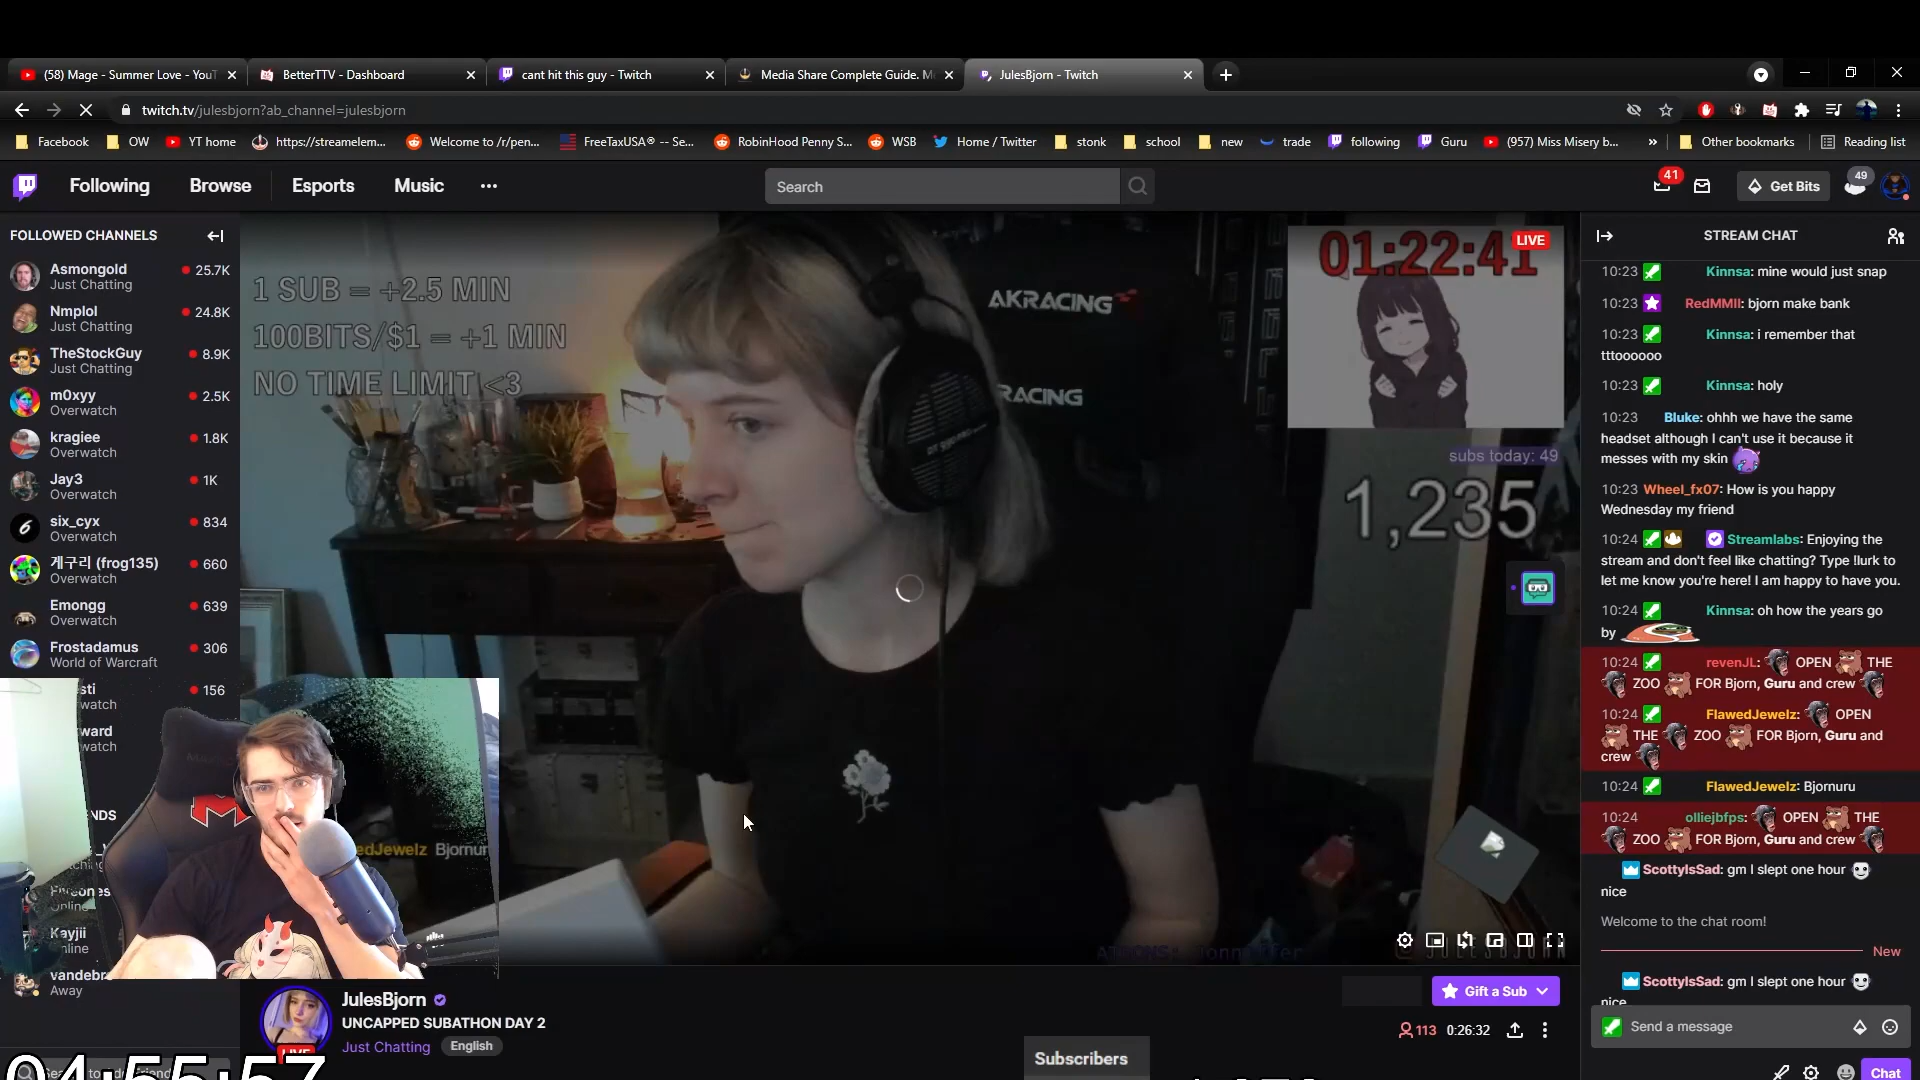 (58) Mage - Summer Love - YouT
BetterTTV - Dashboard
cant hit this guy - Twitch
Media Share Complete Guide. M
JulesBjorn - Twitch
twitch.tv/julesbjorn?ab_channel=julesbjorn
Facebook
OW
YT home
https://streamelem...
Welcome to /r/pen...
FreeTaxUSA® -- Se...
RobinHood Penny S...
WSB
Home / Twitter
stonk
school
new
trade
following
Guru
(957) Miss Misery b...
Other bookmarks
Reading list
Following
Browse
Esports
Music
Search
41
Get Bits
49
FOLLOWED CHANNELS
Asmongold
25.7K
Just Chatting
Nmplol
24.8K
Just Chatting
TheStockGuy
8.9K
Just Chatting
m0xyy
2.5K
Overwatch
kragiee
1.8K
Overwatch
Jay3
1K
Overwatch
six_cyx
834
Overwatch
계구리 (frog135)
660
Overwatch
Emongg
639
Overwatch
Frostadamus
306
World of Warcraft
sti
156
watch
ward
watch
NDS
Kayjii
nline
vandebr
Away
1 SUB = +2.5 MIN
100BITS/$1 = +1 MIN
NO TIME LIMIT <3
AKRACING
RACING
01:22:41
LIVE
subs today: 49
1,235
edJewelz Bjornur
JulesBjorn
UNCAPPED SUBATHON DAY 2
Just Chatting
English
LIVE
Gift a Sub
113
0:26:32
Subscribers
04:55:57
STREAM CHAT
10:23 Kinnsa: mine would just snap
10:23 RedMMII: bjorn make bank
10:23 Kinnsa: i remember that
tttoooooo
10:23 Kinnsa: holy
10:23 Bluke: ohhh we have the same
headset although I can't use it because it
messes with my skin
10:23 Wheel_fx07: How is you happy
Wednesday my friend
10:24 Streamlabs: Enjoying the
stream and don't feel like chatting? Type !lurk to
let me know you're here! I am happy to have you.
10:24 Kinnsa: oh how the years go
by
10:24 revenJL: OPEN THE
ZOO FOR Bjorn, Guru and crew
10:24 FlawedJewelz: OPEN
THE ZOO FOR Bjorn, Guru and
crew
10:24 FlawedJewelz: Bjornuru
10:24 olliejbfps: OPEN THE
ZOO FOR Bjorn, Guru and crew
ScottyIsSad: gm I slept one hour
nice
Welcome to the chat room!
New
ScottyIsSad: gm I slept one hour
nice
Send a message
Chat